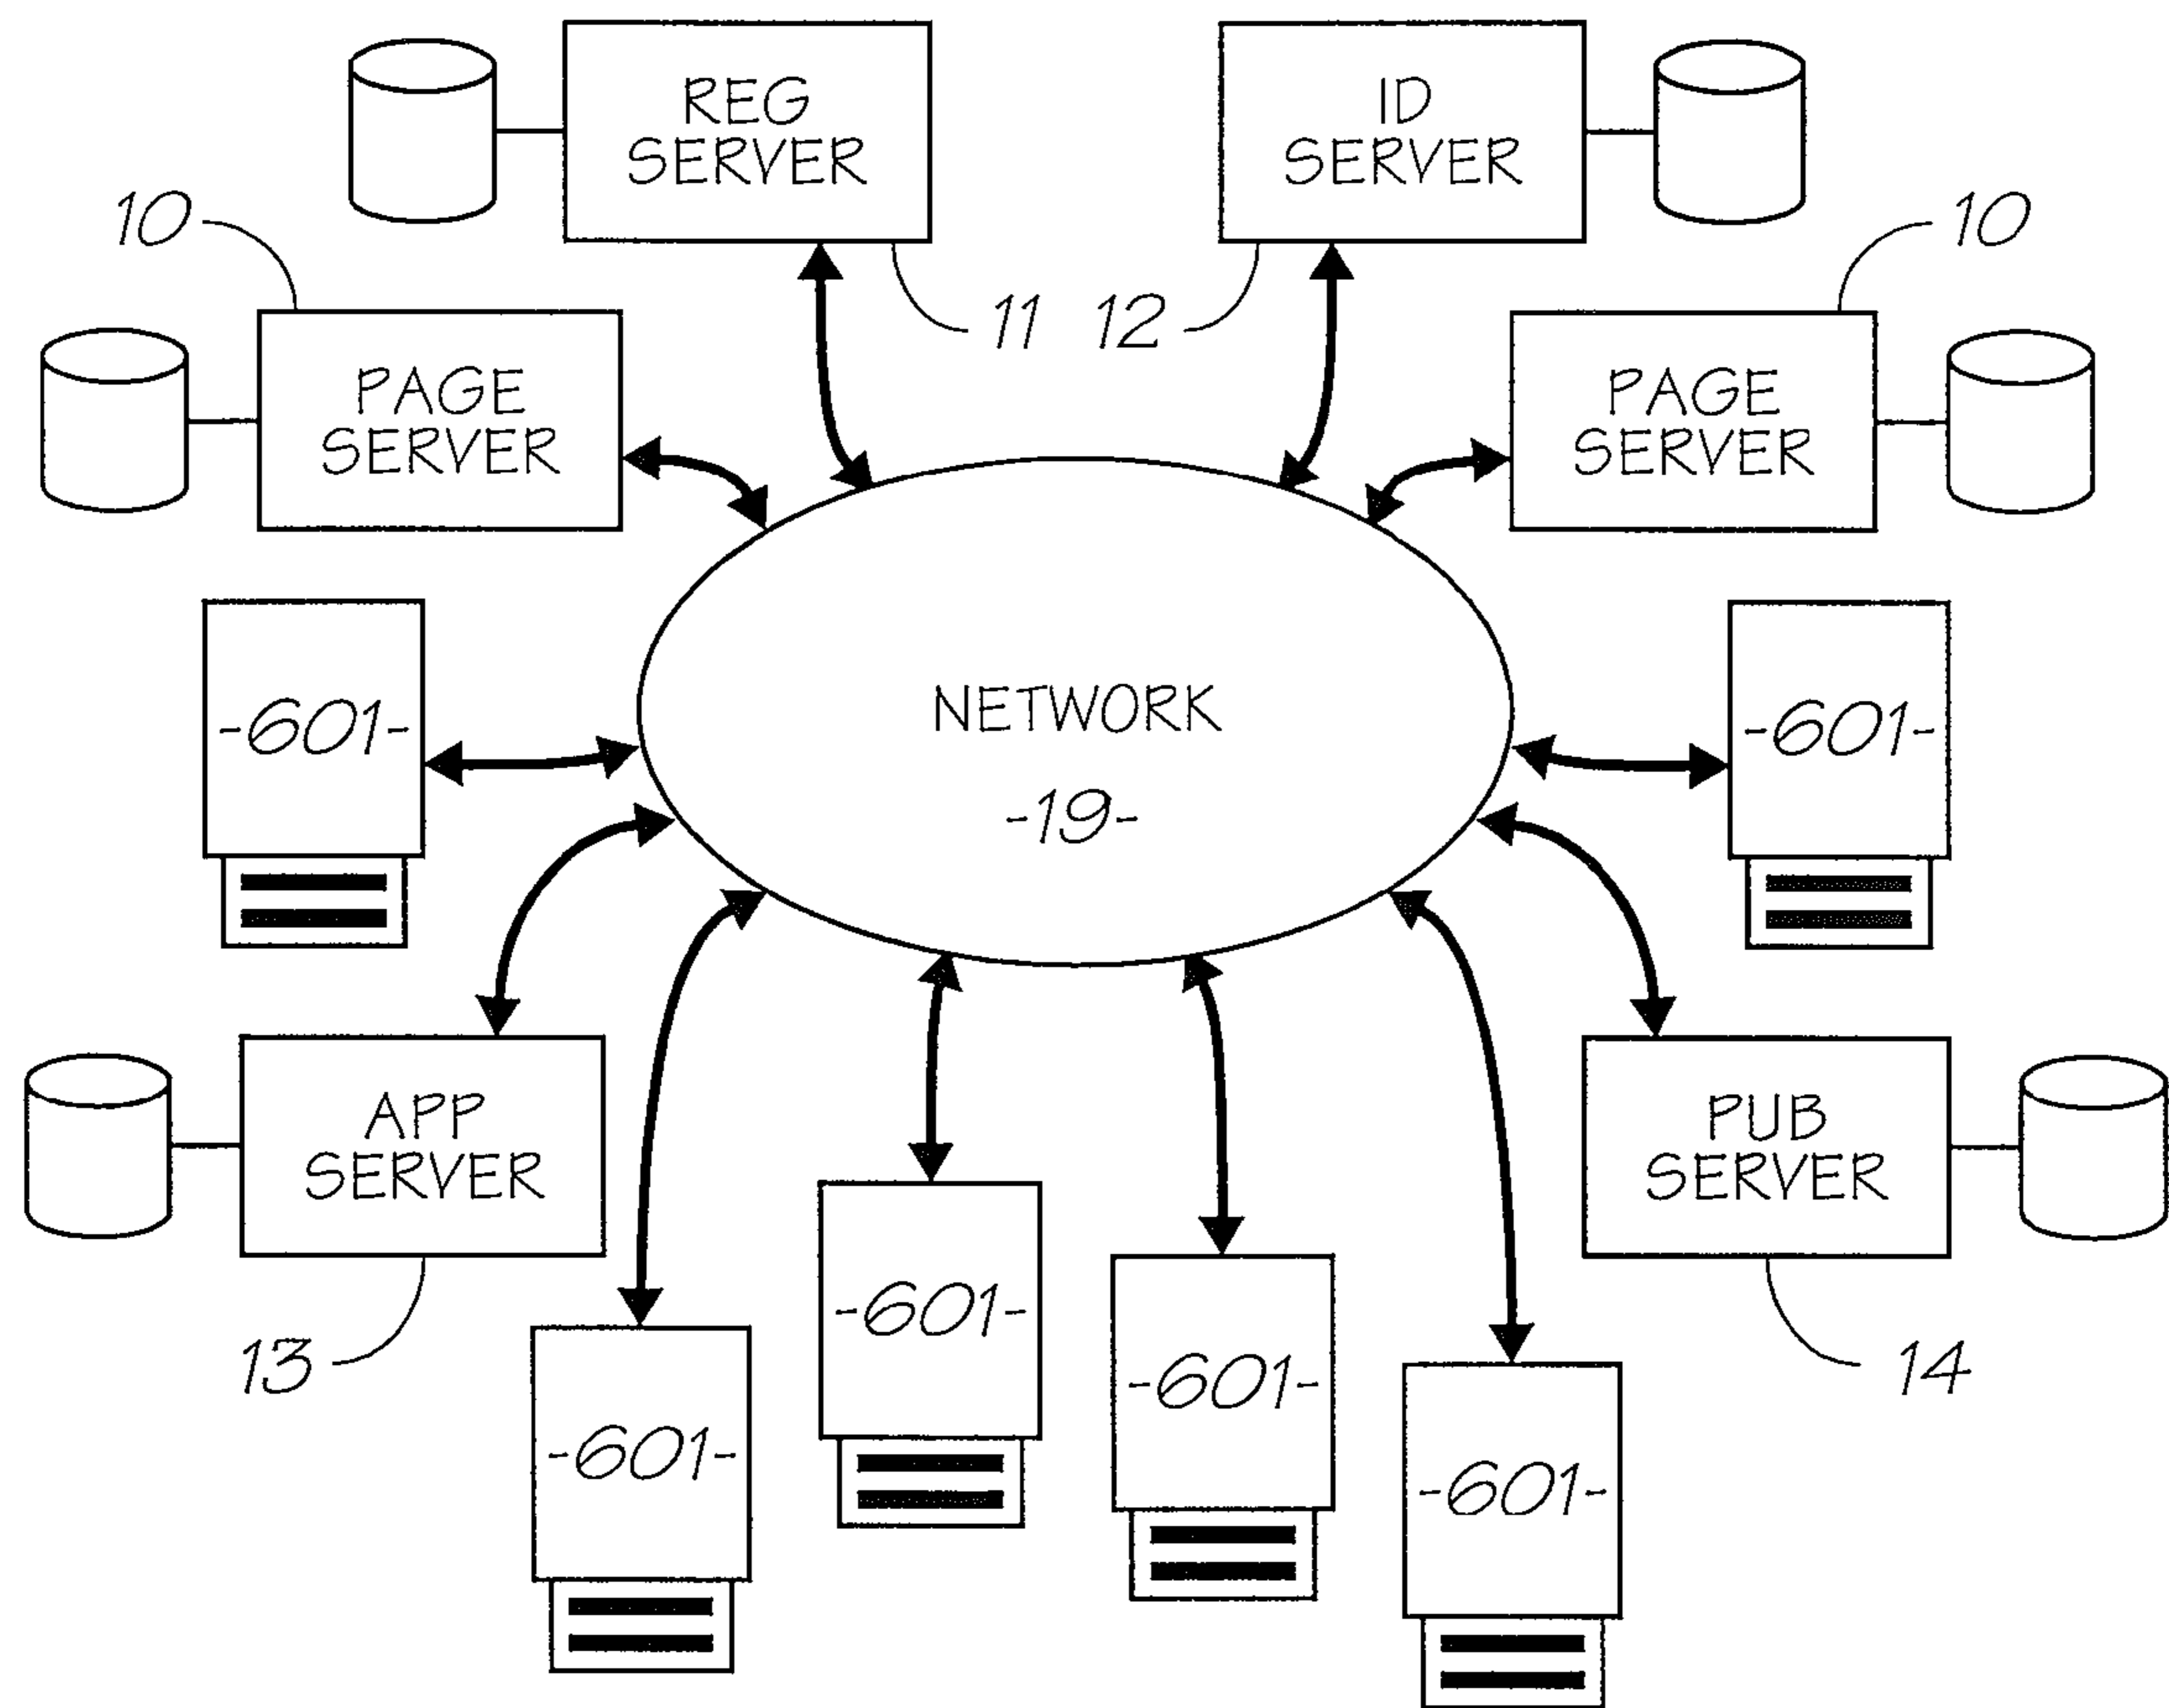 REG
SERVER
ID
SERVER
10
10
11
12
PAGE
SERVER
PAGE
SERVER
-601-
NETWORK
-19-
-601-
APP
SERVER
PUB
SERVER
-601-
-601-
13
14
-601-
-601-